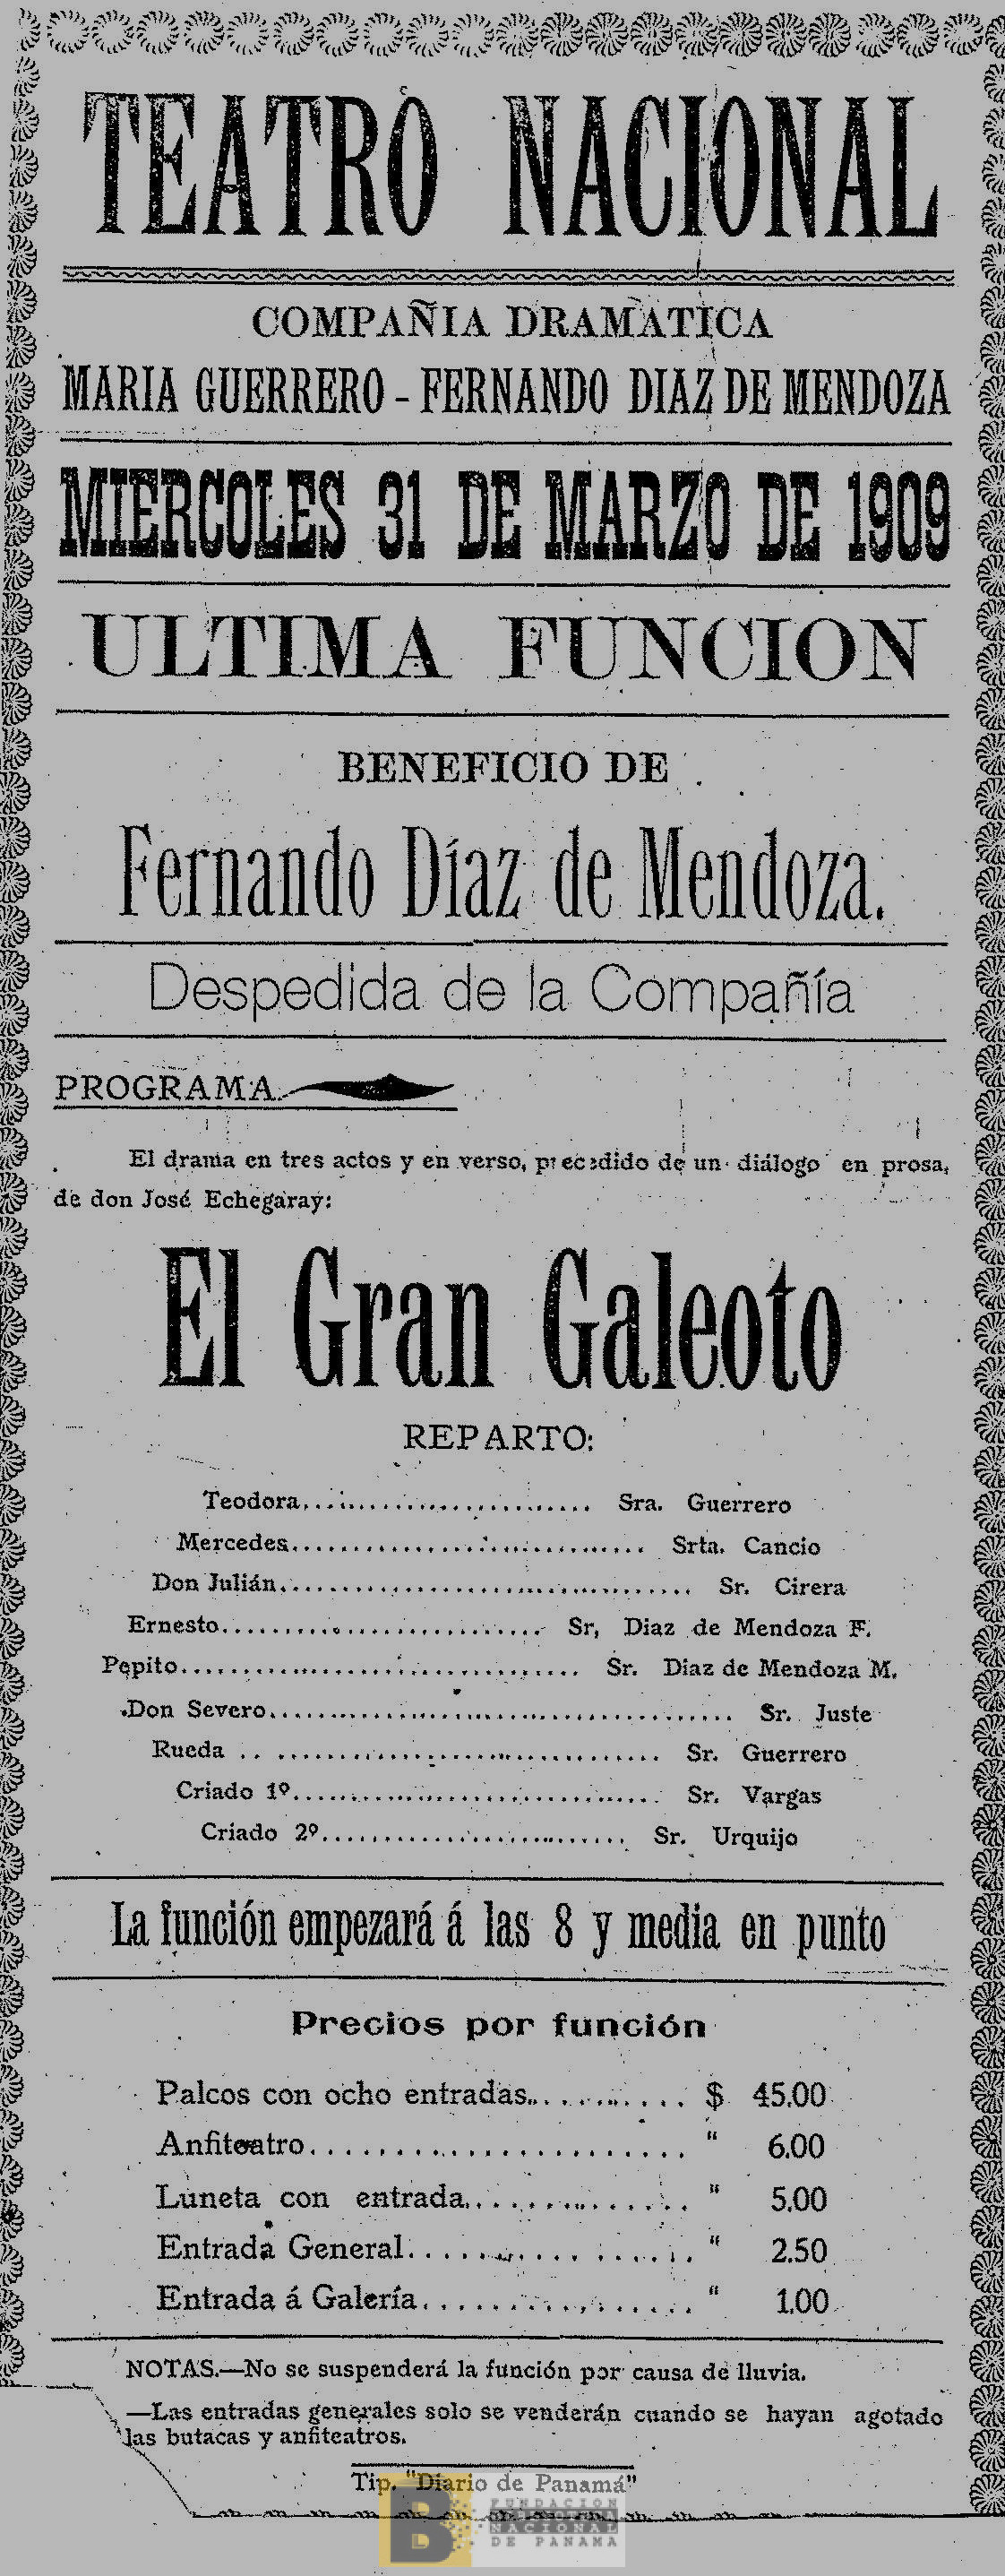 TEATRO NACIONAL
COMPAÑIA DRAMATICA
MARIA GUERRERO - FERNANDO DIAZ DE MENDOZA
MIERCOLES 31 DE MARZO DE 1909
ULTIMA FUNCION
BENEFICIO DE
Fernando Díaz de Mendoza.
Despedida de la Compañía
PROGRAMA
El drama en tres actos y en verso, precedido de un diálogo en prosa,
de don José Echegaray:
El Gran Galeoto
REPARTO:
Teodora........................ Sra. Guerrero
Mercedes............................. Srta. Cancio
Don Julián.................................. Sr. Cirera
Ernesto.......................... Sr, Diaz de Mendoza F.
Pepito................................. Sr. Diaz de Mendoza M.
Don Severo...................................... Sr. Juste
Rueda .. ............................... Sr. Guerrero
Criado 1º.............................. Sr. Vargas
Criado 2º......................... Sr. Urquijo
La función empezará á las 8 y media en punto
Precios por función
Palcos con ocho entradas............ $ 45.00
Anfiteatro....................... " 6.00
Luneta con entrada.............. " 5.00
Entrada General................. " 2.50
Entrada á Galería................ " 1.00
NOTAS.—No se suspenderá la función por causa de lluvia.
—Las entradas generales solo se venderán cuando se hayan agotado
las butacas y anfiteatros.
Tip. "Diario de Panamá"
B
FUNDACION
BIBLIOTECA
NACIONAL
DE PANAMA